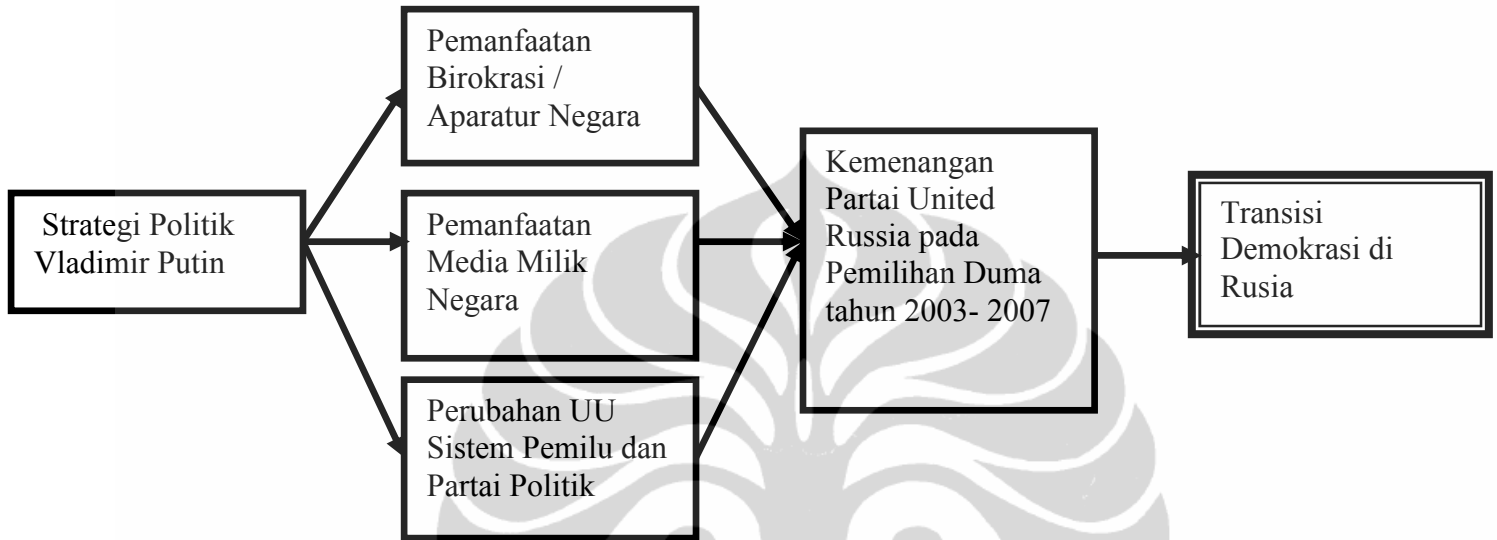 Strategi Politik
Vladimir Putin
Pemanfaatan
Birokrasi /
Aparatur Negara
Pemanfaatan
Media Milik
Negara
Perubahan UU
Sistem Pemilu dan
Partai Politik
Kemenangan
Partai United
Russia pada
Pemilihan Duma
tahun 2003- 2007
Transisi
Demokrasi di
Rusia